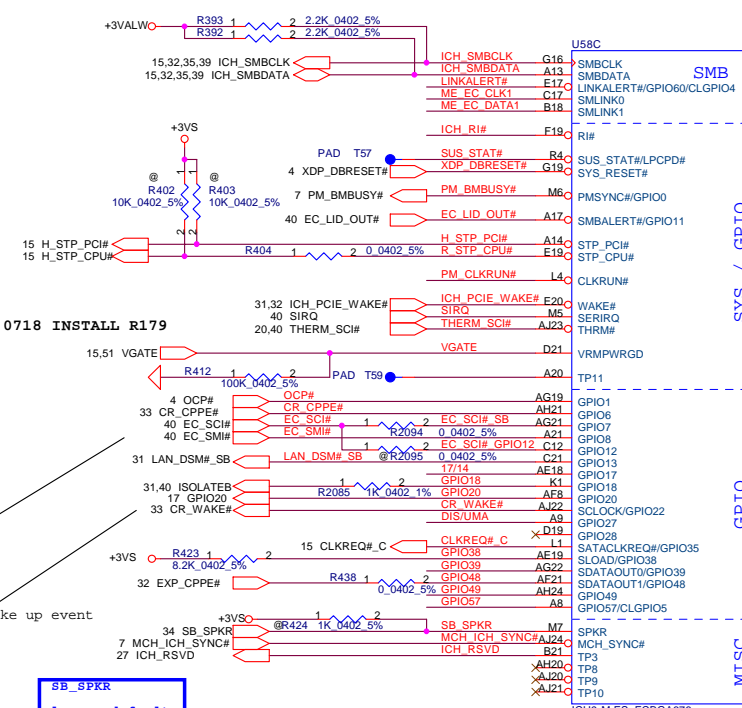 +3VALW R393 1 2 2.2K_0402_5%
R392 1 2 2.2K_0402_5%
U58C
15,32,35,39 ICH_SMBCLK ICH_SMBCLK G16 SMBCLK
15,32,35,39 ICH_SMBDATA ICH_SMBDATA A13 SMBDATA
SMB
LINKALERT# E17 LINKALERT#/GPIO60/CLGPIO4
ME_EC_CLK1 C17 SMLINK0
ME_EC_DATA1 B18 SMLINK1
+3VS
ICH_RI# F19 RI#
PAD T57 SUS_STAT# R4 SUS_STAT#/LPCPD#
4 XDP_DBRESET# XDP_DBRESET# G19 SYS_RESET#
@ 1 1 @
R402 R403
10K_0402_5% 10K_0402_5%
2 2
7 PM_BMBUSY# PM_BMBUSY# M6 PMSYNC#/GPIO0
40 EC_LID_OUT# EC_LID_OUT# A17 SMBALERT#/GPIO11
SYS / GPIO
15 H_STP_PCI# H_STP_PCI# A14 STP_PCI#
15 H_STP_CPU# R404 1 2 0_0402_5% R_STP_CPU# E19 STP_CPU#
PM_CLKRUN# L4 CLKRUN#
31,32 ICH_PCIE_WAKE# ICH_PCIE_WAKE# E20 WAKE#
40 SIRQ SIRQ M5 SERIRQ
20,40 THERM_SCI# THERM_SCI# AJ23 THRM#
0718 INSTALL R179
15,51 VGATE VGATE D21 VRMPWRGD
R412 1 2 100K_0402_5%
PAD T59 A20 TP11
4 OCP# OCP# AG19 GPIO1
33 CR_CPPE# CR_CPPE# AH21 GPIO6
40 EC_SCI# EC_SCI# 1 2 R2094 0_0402_5% EC_SCI#_SB AG21 GPIO7
40 EC_SMI# EC_SMI# A21 GPIO8
1 2 @R2095 0_0402_5% EC_SCI#_GPIO12 C12 GPIO12
31 LAN_DSM#_SB LAN_DSM#_SB C21 GPIO13
17/14 AE18 GPIO17
31,40 ISOLATEB 1 2 R2085 1K_0402_1% GPIO18 K1 GPIO18
17 GPIO20 GPIO20 AF8 GPIO20
33 CR_WAKE# CR_WAKE# AJ22 SCLOCK/GPIO22
GPIO
DIS/UMA A9 GPIO27
D19 GPIO28
15 CLKREQ#_C CLKREQ#_C L1 SATACLKREQ#/GPIO35
+3VS R423 1 2 8.2K_0402_5% GPIO38 AE19 SLOAD/GPIO38
GPIO39 AG22 SDATAOUT0/GPIO39
32 EXP_CPPE# R438 1 2 0_0402_5% GPIO48 AF21 SDATAOUT1/GPIO48
GPIO49 AH24 GPIO49
GPIO57 A8 GPIO57/CLGPIO5
ke up event
+3VS @R424 1 2 1K_0402_5%
34 SB_SPKR SB_SPKR M7 SPKR
7 MCH_ICH_SYNC# MCH_ICH_SYNC# AJ24 MCH_SYNC#
27 ICH_RSVD ICH_RSVD B21 TP3
AH20 TP8
AJ20 TP9
AJ21 TP10
MISC
SB_SPKR